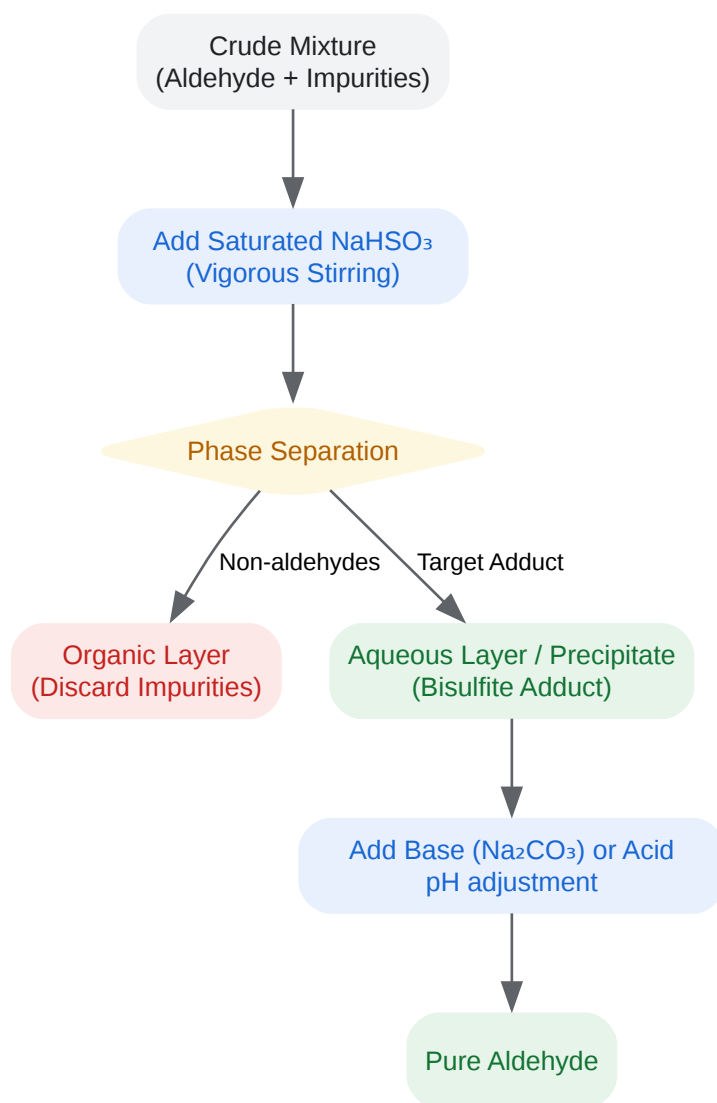 Crude Mixture
(Aldehyde + Impurities)
Add Saturated NaHSO₃
(Vigorous Stirring)
Phase Separation
Non-aldehydes
Target Adduct
Organic Layer
(Discard Impurities)
Aqueous Layer / Precipitate
(Bisulfite Adduct)
Add Base (Na₂CO₃) or Acid
pH adjustment
Pure Aldehyde